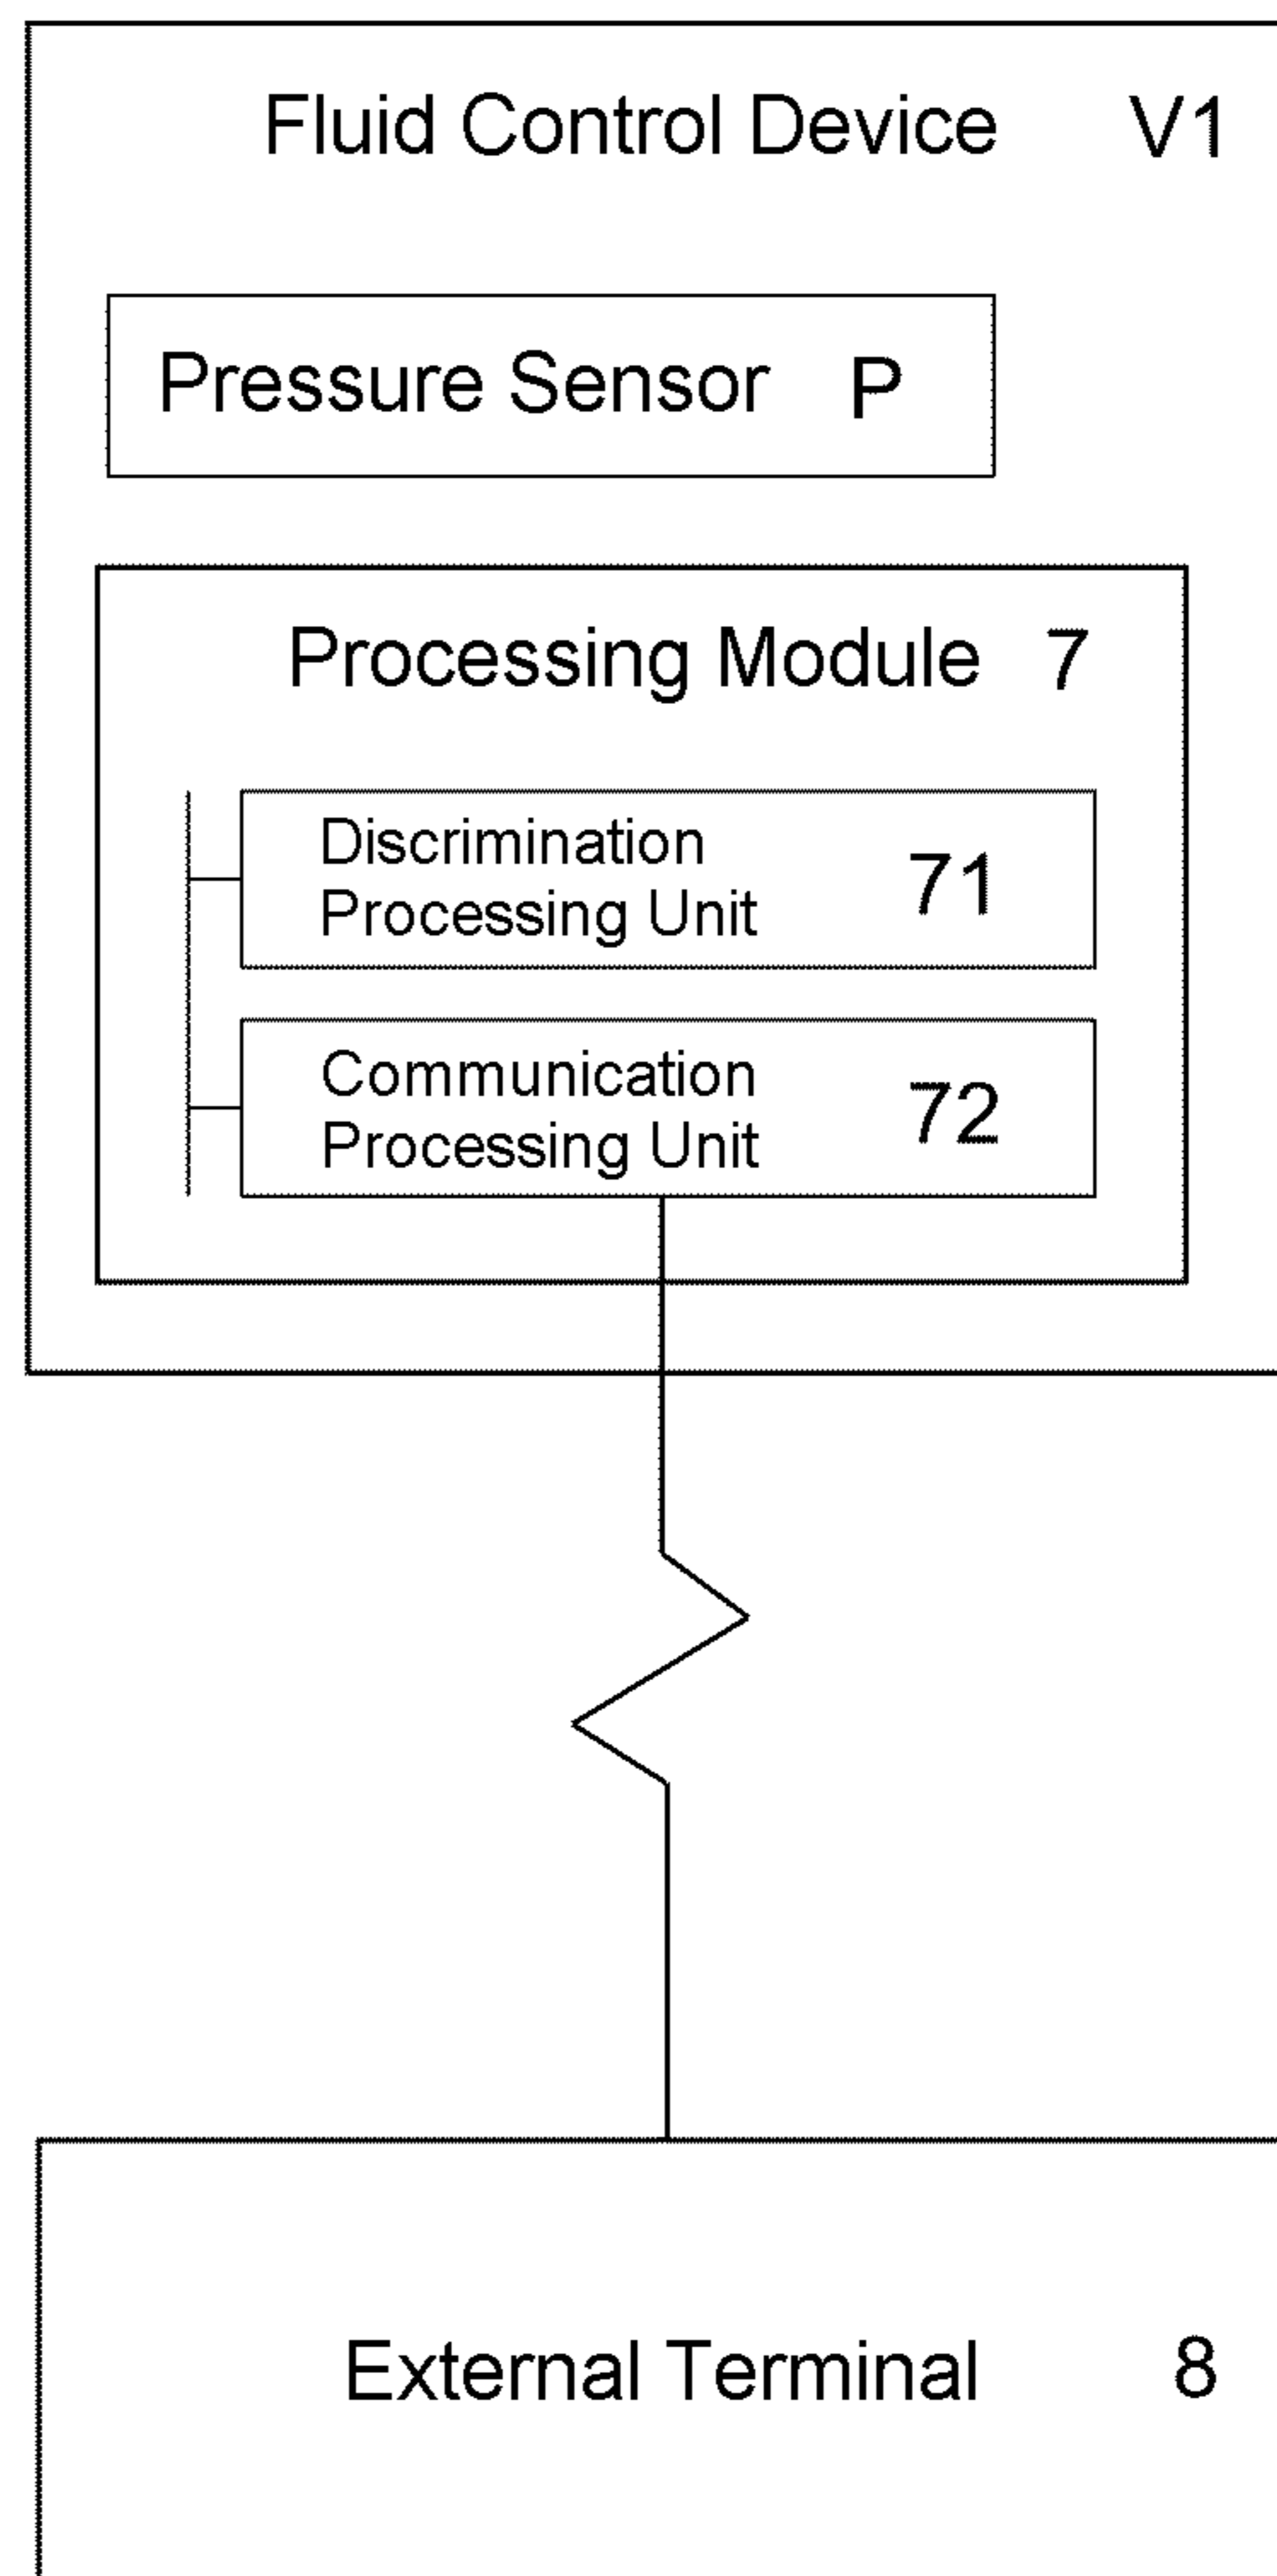 Fluid Control Device V1
Pressure Sensor P
Processing Module 7
Discrimination
Processing Unit 71
Communication
Processing Unit 72
External Terminal 8